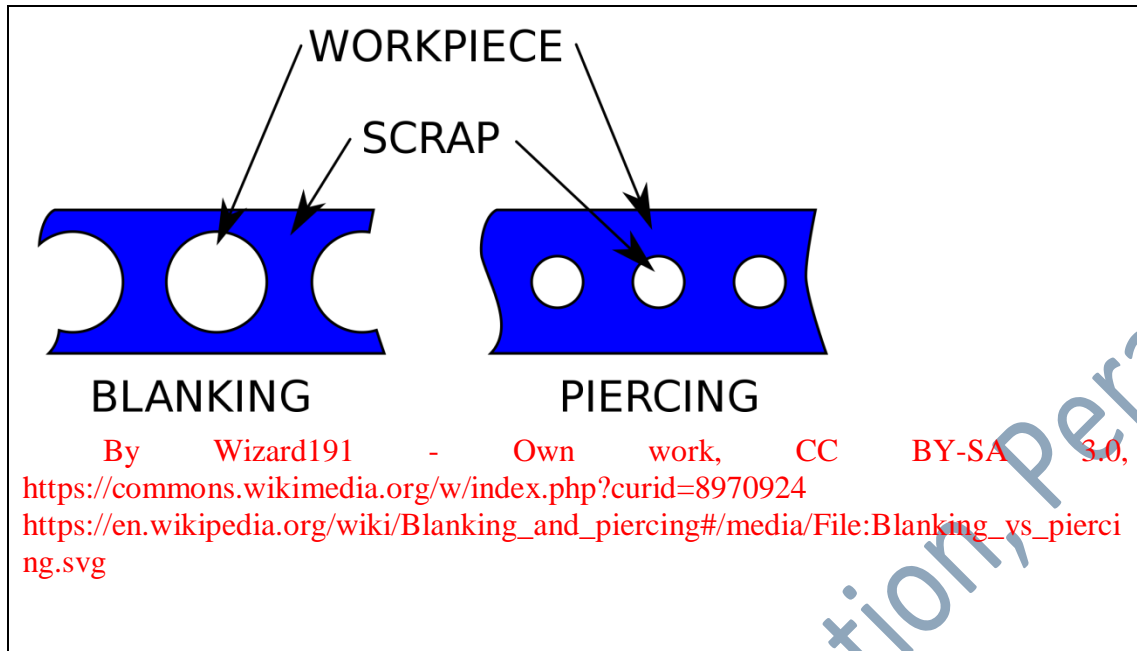 WORKPIECE
SCRAP
BLANKING
PIERCING
By Wizard191 - Own work, CC BY-SA 3.0,
https://commons.wikimedia.org/w/index.php?curid=8970924
https://en.wikipedia.org/wiki/Blanking_and_piercing#/media/File:Blanking_vs_pierci
ng.svg